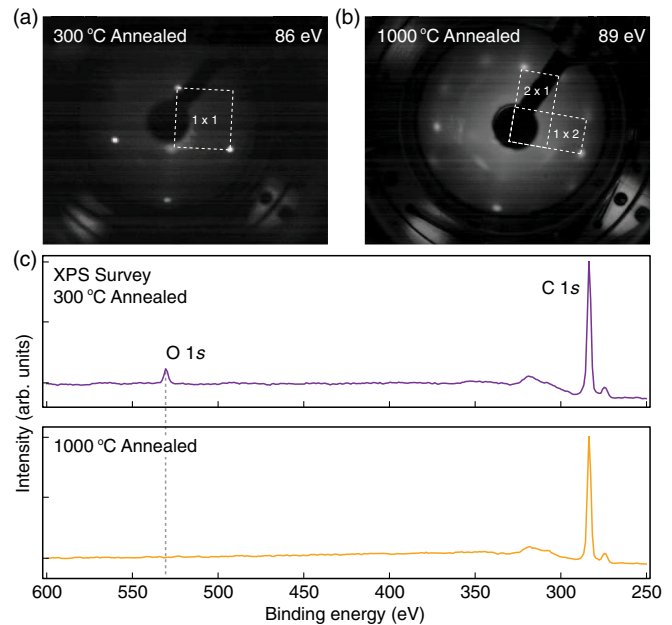 (a)
300 °C Annealed
86 eV
1 x 1
(b)
1000 °C Annealed
89 eV
2 x 1
1 x 2
(c)
XPS Survey
300 °C Annealed
O 1s
C 1s
1000 °C Annealed
Intensity (arb. units)
600 550 500 450 400 350 300 250
Binding energy (eV)